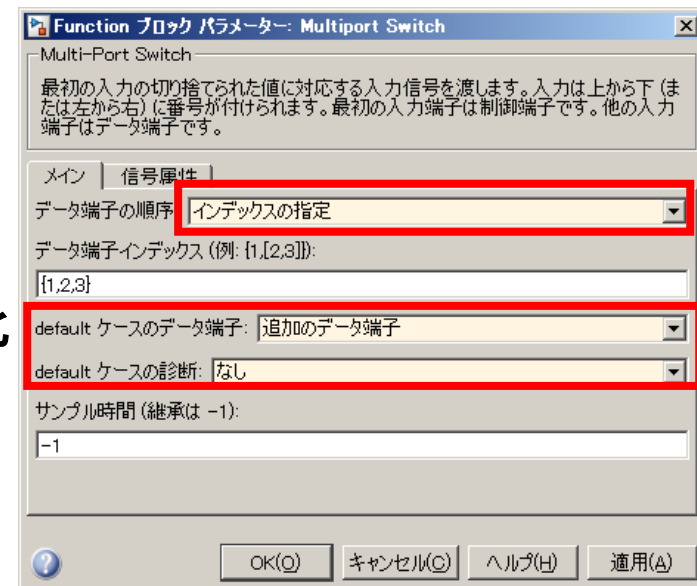 Function ブロック パラメーター: Multiport Switch
Multi-Port Switch
最初の入力の切り捨てられた値に対応する入力信号を渡します。入力は上から下 (ま
たは左から右) に番号が付けられます。最初の入力端子は制御端子です。他の入力
端子はデータ端子です。
メイン 信号属性
データ端子の順序: インデックスの指定
データ端子インデックス (例: {1,[2,3]}):
{1,2,3}
default ケースのデータ端子: 追加のデータ端子
default ケースの診断: なし
サンプル時間 (継承は -1):
-1
OK(O) キャンセル(C) ヘルプ(H) 適用(A)